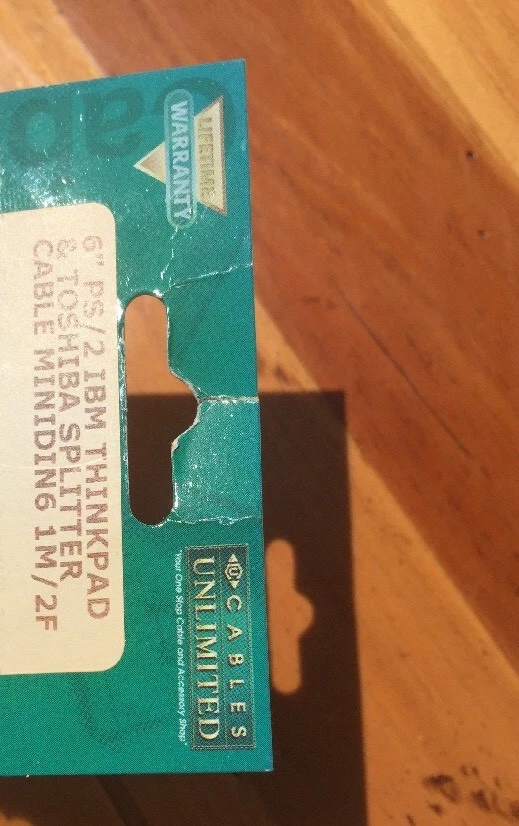 LIFETIME
WARRANTY
6" PS/2 IBM THINKPAD
& TOSHIBA SPLITTER
CABLE MINIDIN6 1M/2F
CABLES
UNLIMITED
"Your One Stop Cable and Accessory Shop"